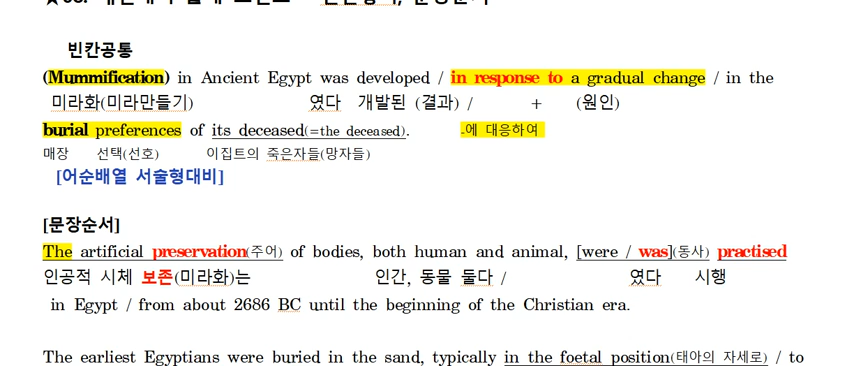 빈칸공통
(Mummification) in Ancient Egypt was developed / in response to a gradual change / in the
미라화(미라만들기) 였다 개발된 (결과) / + (원인)
burial preferences of its deceased(=the deceased). -에 대응하여
매장 선택(선호) 이집트의 죽은자들(망자들)
[어순배열 서술형대비]
[문장순서]
The artificial preservation(주어) of bodies, both human and animal, [were / was](동사) practised
인공적 시체 보존(미라화)는 인간, 동물 둘다 / 였다 시행
in Egypt / from about 2686 BC until the beginning of the Christian era.
The earliest Egyptians were buried in the sand, typically in the foetal position(태아의 자세로) / to